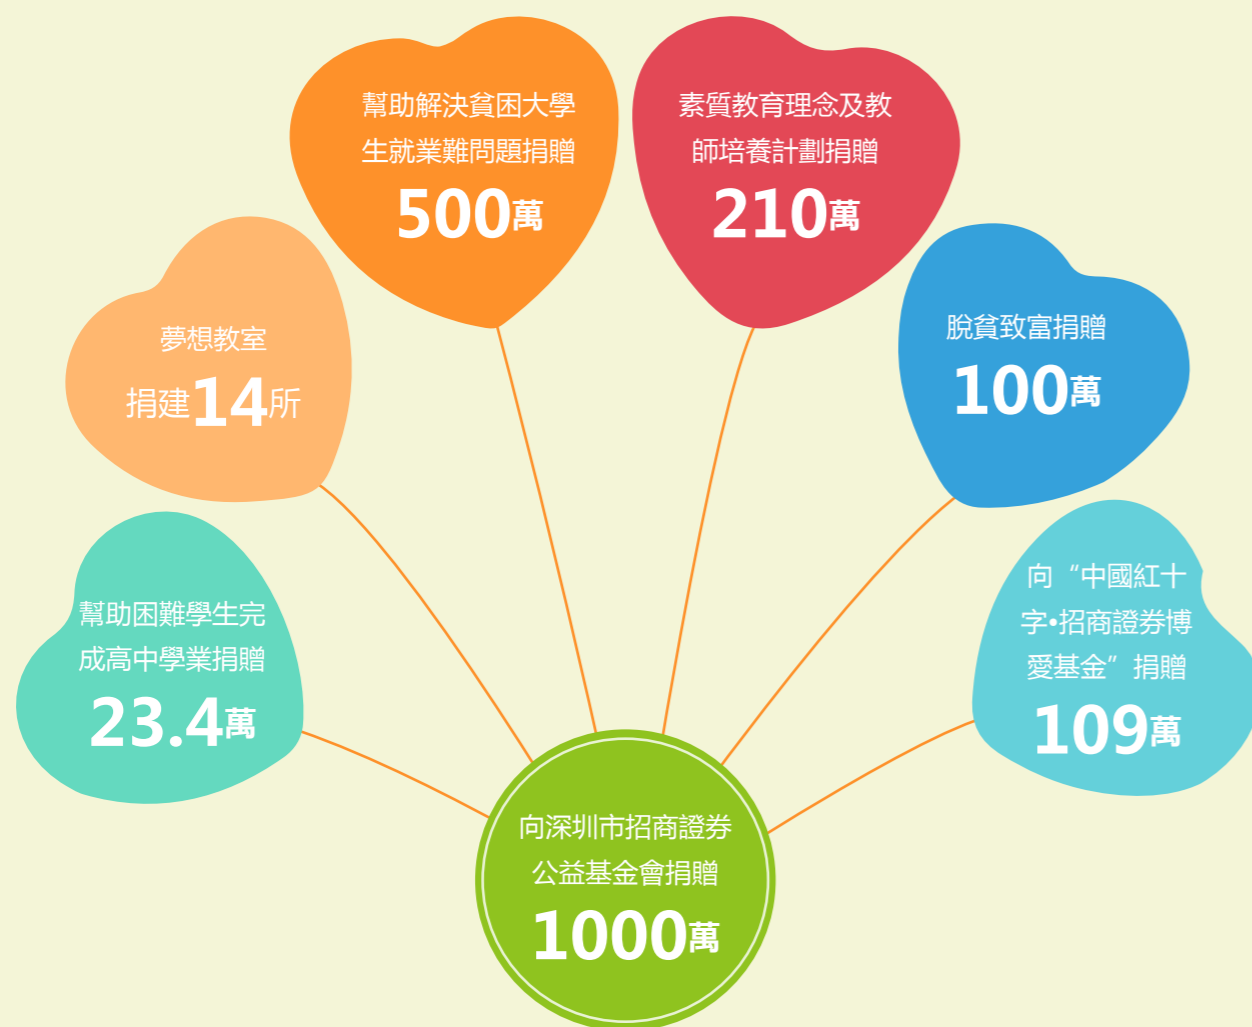 幫助解決貧困大學
生就業難問題捐贈
500萬
素質教育理念及教
師培養計劃捐贈
210萬
夢想教室
捐建14所
脫貧致富捐贈
100萬
幫助困難學生完
成高中學業捐贈
23.4萬
向“中國紅十
字•招商證券博
愛基金”捐贈
109萬
向深圳市招商證券
公益基金會捐贈
1000萬